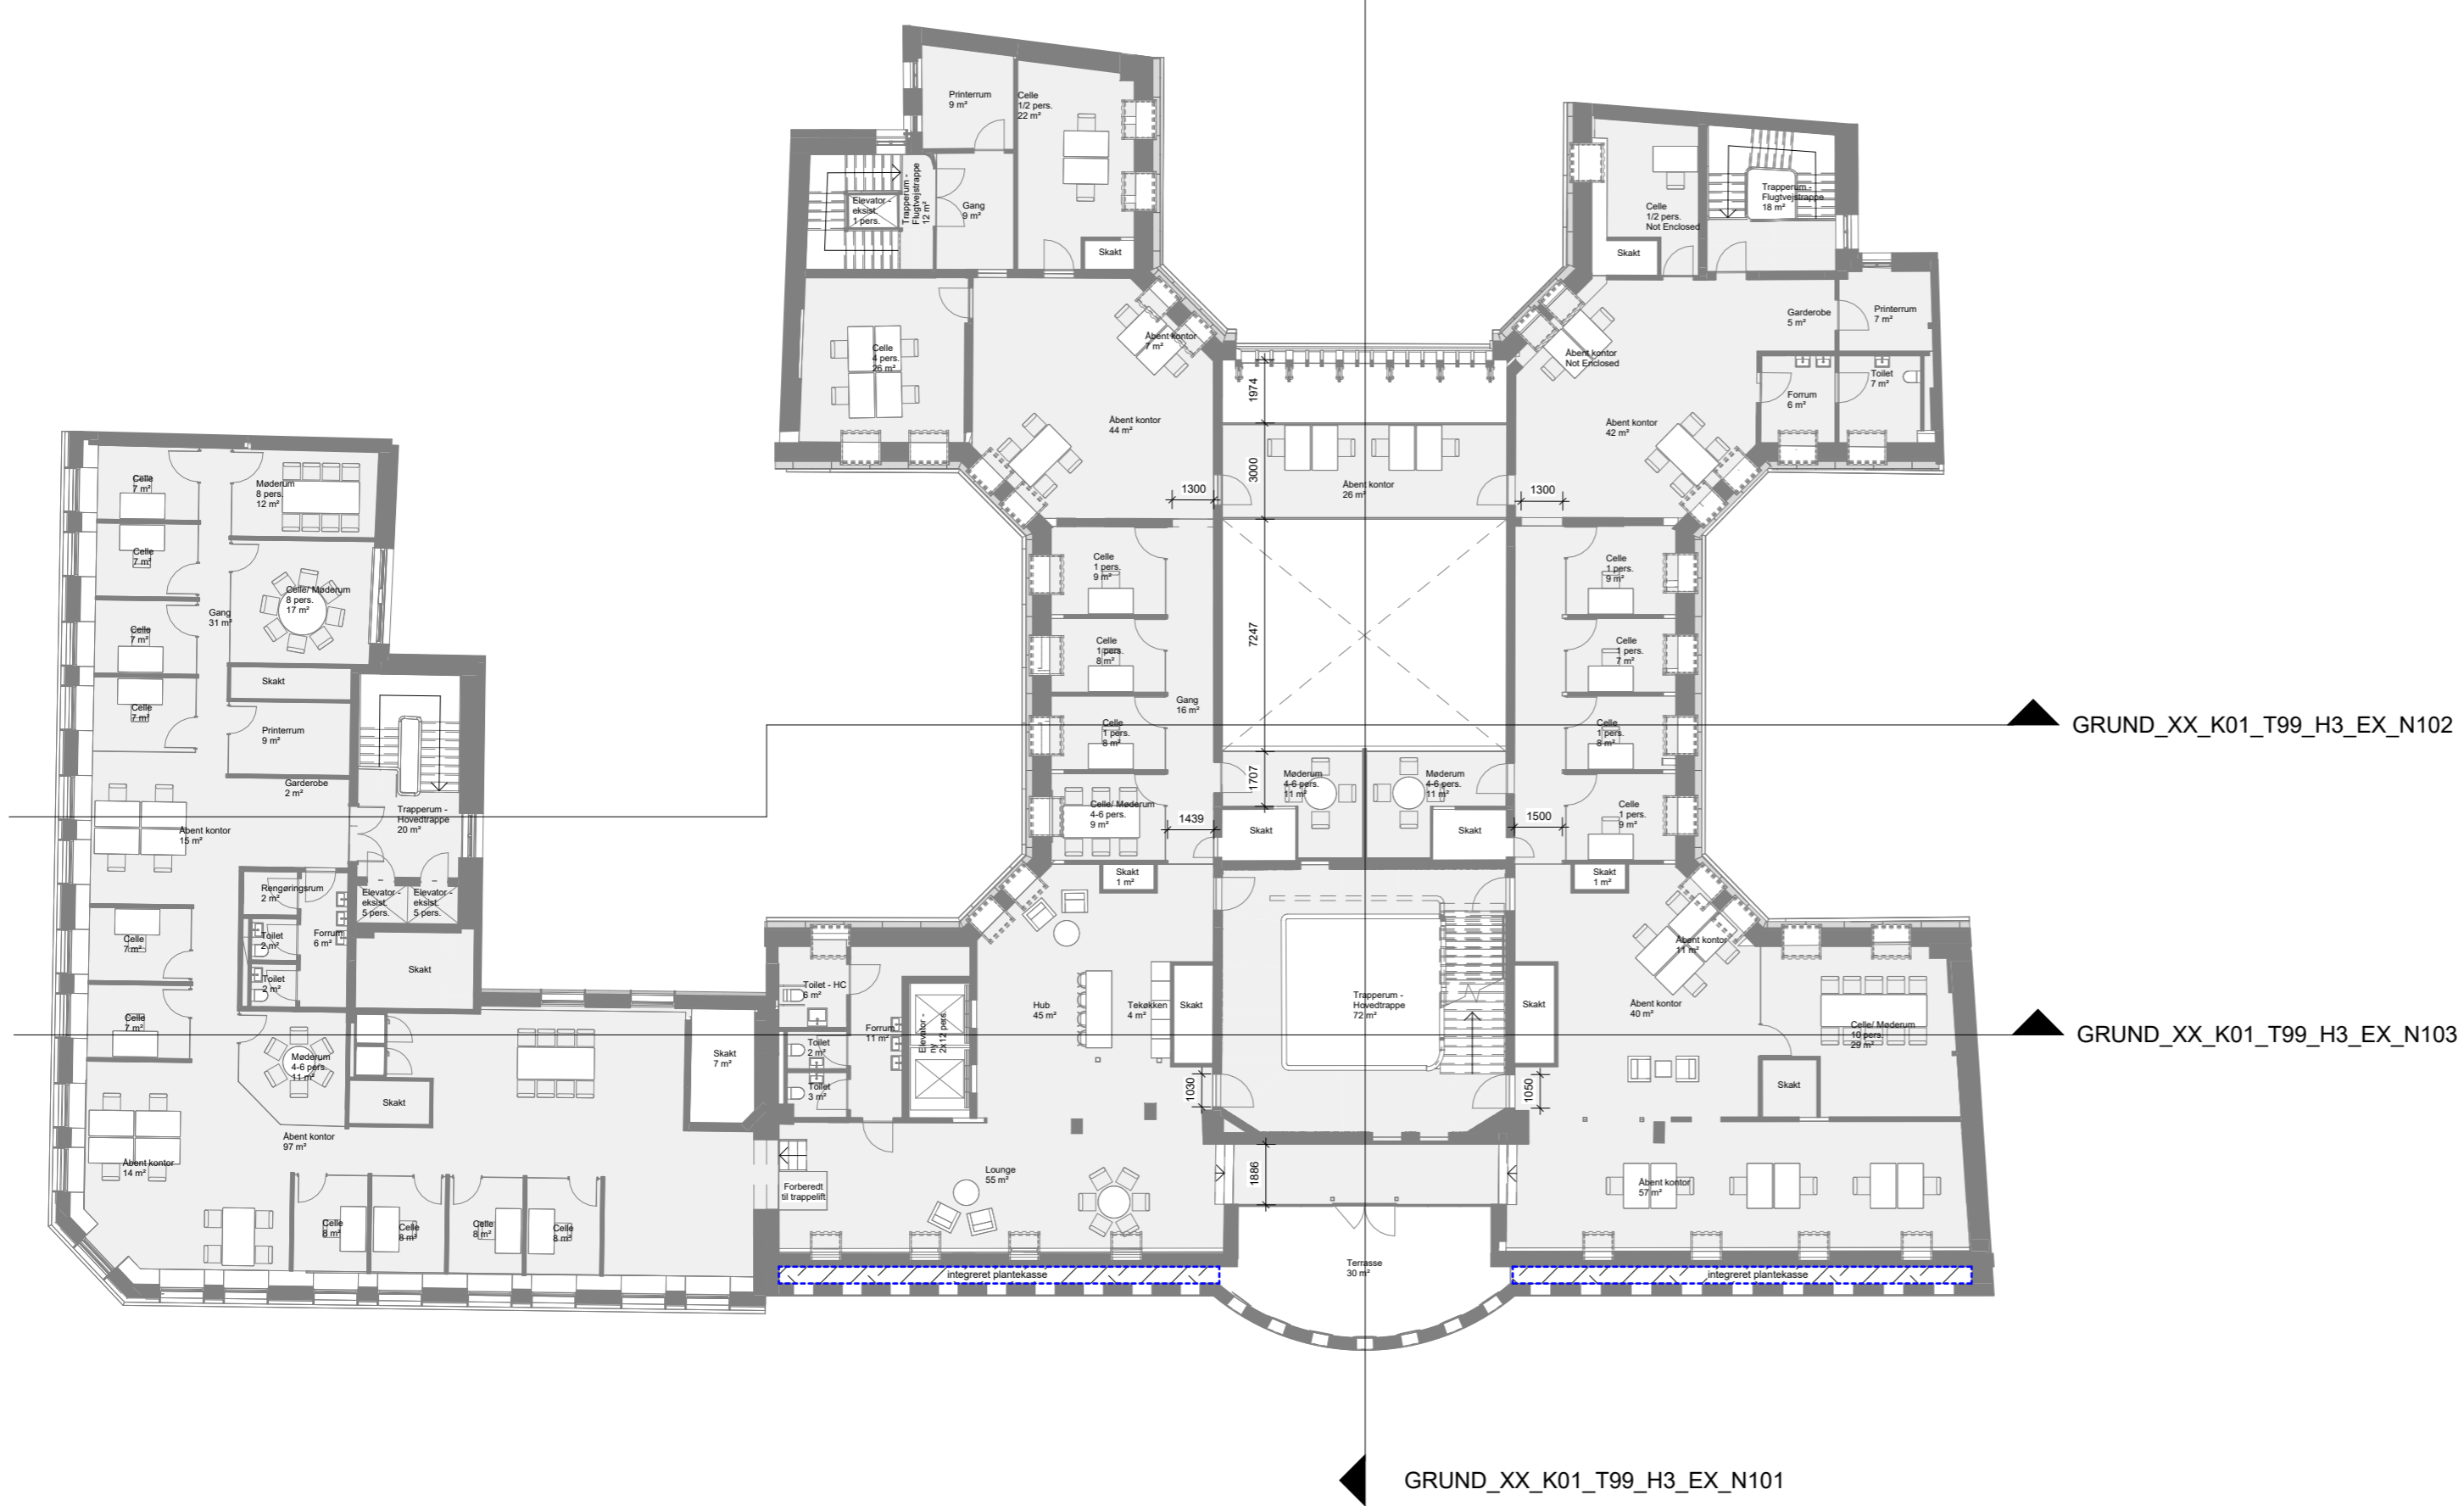 Printerrum
9 m²
Celle
1/2 pers.
22 m²
Elevator -
eksist.
1 pers.
Trapperum -
Flugtvejstrappe
12 m²
Gang
9 m²
Skakt
Celle
1/2 pers.
Not Enclosed
Skakt
Trapperum -
Flugtvejstrappe
18 m²
Celle
4 pers.
26 m²
Åbent kontor
7 m²
Åbent kontor
44 m²
1974
3000
Åbent kontor
26 m²
1300
1300
Åbent kontor
Not Enclosed
Garderobe
5 m²
Printerrum
7 m²
Toilet
7 m²
Forrum
6 m²
Åbent kontor
42 m²
Celle
7 m²
Møderum
8 pers.
12 m²
Celle
7 m²
Celle/ Møderum
8 pers.
17 m²
Gang
31 m²
Celle
7 m²
Skakt
Celle
7 m²
Printerrum
9 m²
Garderobe
2 m²
Trapperum -
Hovedtrappe
20 m²
Åbent kontor
15 m²
Rengøringsrum
2 m²
Elevator -
eksist.
5 pers.
Elevator -
eksist.
5 pers.
Toilet
2 m²
Forrum
6 m²
Toilet
2 m²
Skakt
Celle
7 m²
Celle
7 m²
Møderum
4-6 pers.
11 m²
Skakt
Åbent kontor
97 m²
Åbent kontor
14 m²
Celle
8 m²
Celle
8 m²
Celle
8 m²
Celle
8 m²
Skakt
7 m²
Celle
1 pers.
9 m²
Celle
1 pers.
8 m²
Gang
16 m²
Celle
1 pers.
8 m²
Celle/ Møderum
4-6 pers.
9 m²
1439
7247
1707
Møderum
4-6 pers.
11 m²
Møderum
4-6 pers.
11 m²
Skakt
Skakt
Celle
1 pers.
9 m²
Celle
1 pers.
7 m²
Celle
1 pers.
8 m²
Celle
1 pers.
9 m²
1500
GRUND_XX_K01_T99_H3_EX_N102
Skakt
1 m²
Skakt
1 m²
Toilet - HC
6 m²
Toilet
2 m²
Toilet
3 m²
Forrum
11 m²
Elevator -
ny
2x12 pers.
Hub
45 m²
Tekøkken
4 m²
Skakt
Trapperum -
Hovedtrappe
72 m²
Skakt
Åbent kontor
11 m²
Åbent kontor
40 m²
Celle/ Møderum
10 pers.
29 m²
Skakt
GRUND_XX_K01_T99_H3_EX_N103
1030
1050
1886
Forberedt
til trappelift
Lounge
55 m²
Åbent kontor
57 m²
integreret plantekasse
Terrasse
30 m²
integreret plantekasse
GRUND_XX_K01_T99_H3_EX_N101